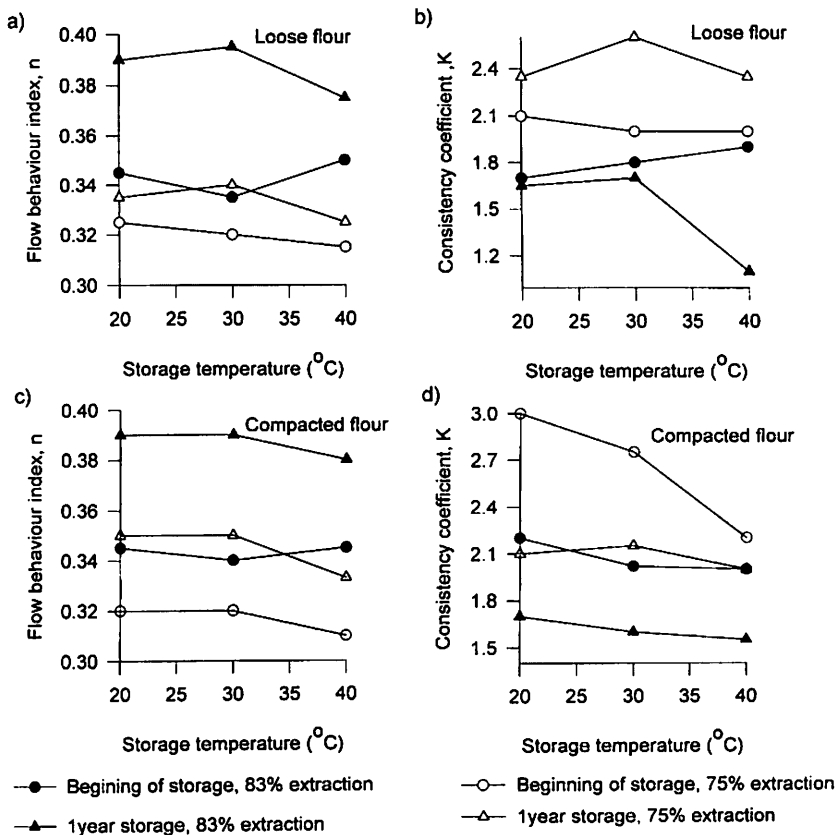 a)
Loose flour
Flow behaviour index, n
0.40
0.38
0.36
0.34
0.32
0.30
20 25 30 35 40
Storage temperature (°C)
b)
Loose flour
Consistency coefficient ,K
2.4
2.1
1.8
1.5
1.2
20 25 30 35 40
Storage temperature (°C)
c)
Compacted flour
Flow behaviour index, n
0.40
0.38
0.36
0.34
0.32
0.30
20 25 30 35 40
Storage temperature (°C)
d)
Compacted flour
Consistency coefficient, K
3.0
2.7
2.4
2.1
1.8
1.5
20 25 30 35 40
Storage temperature (°C)
Begining of storage, 83% extraction
1year storage, 83% extraction
Beginning of storage, 75% extraction
1year storage, 75% extraction